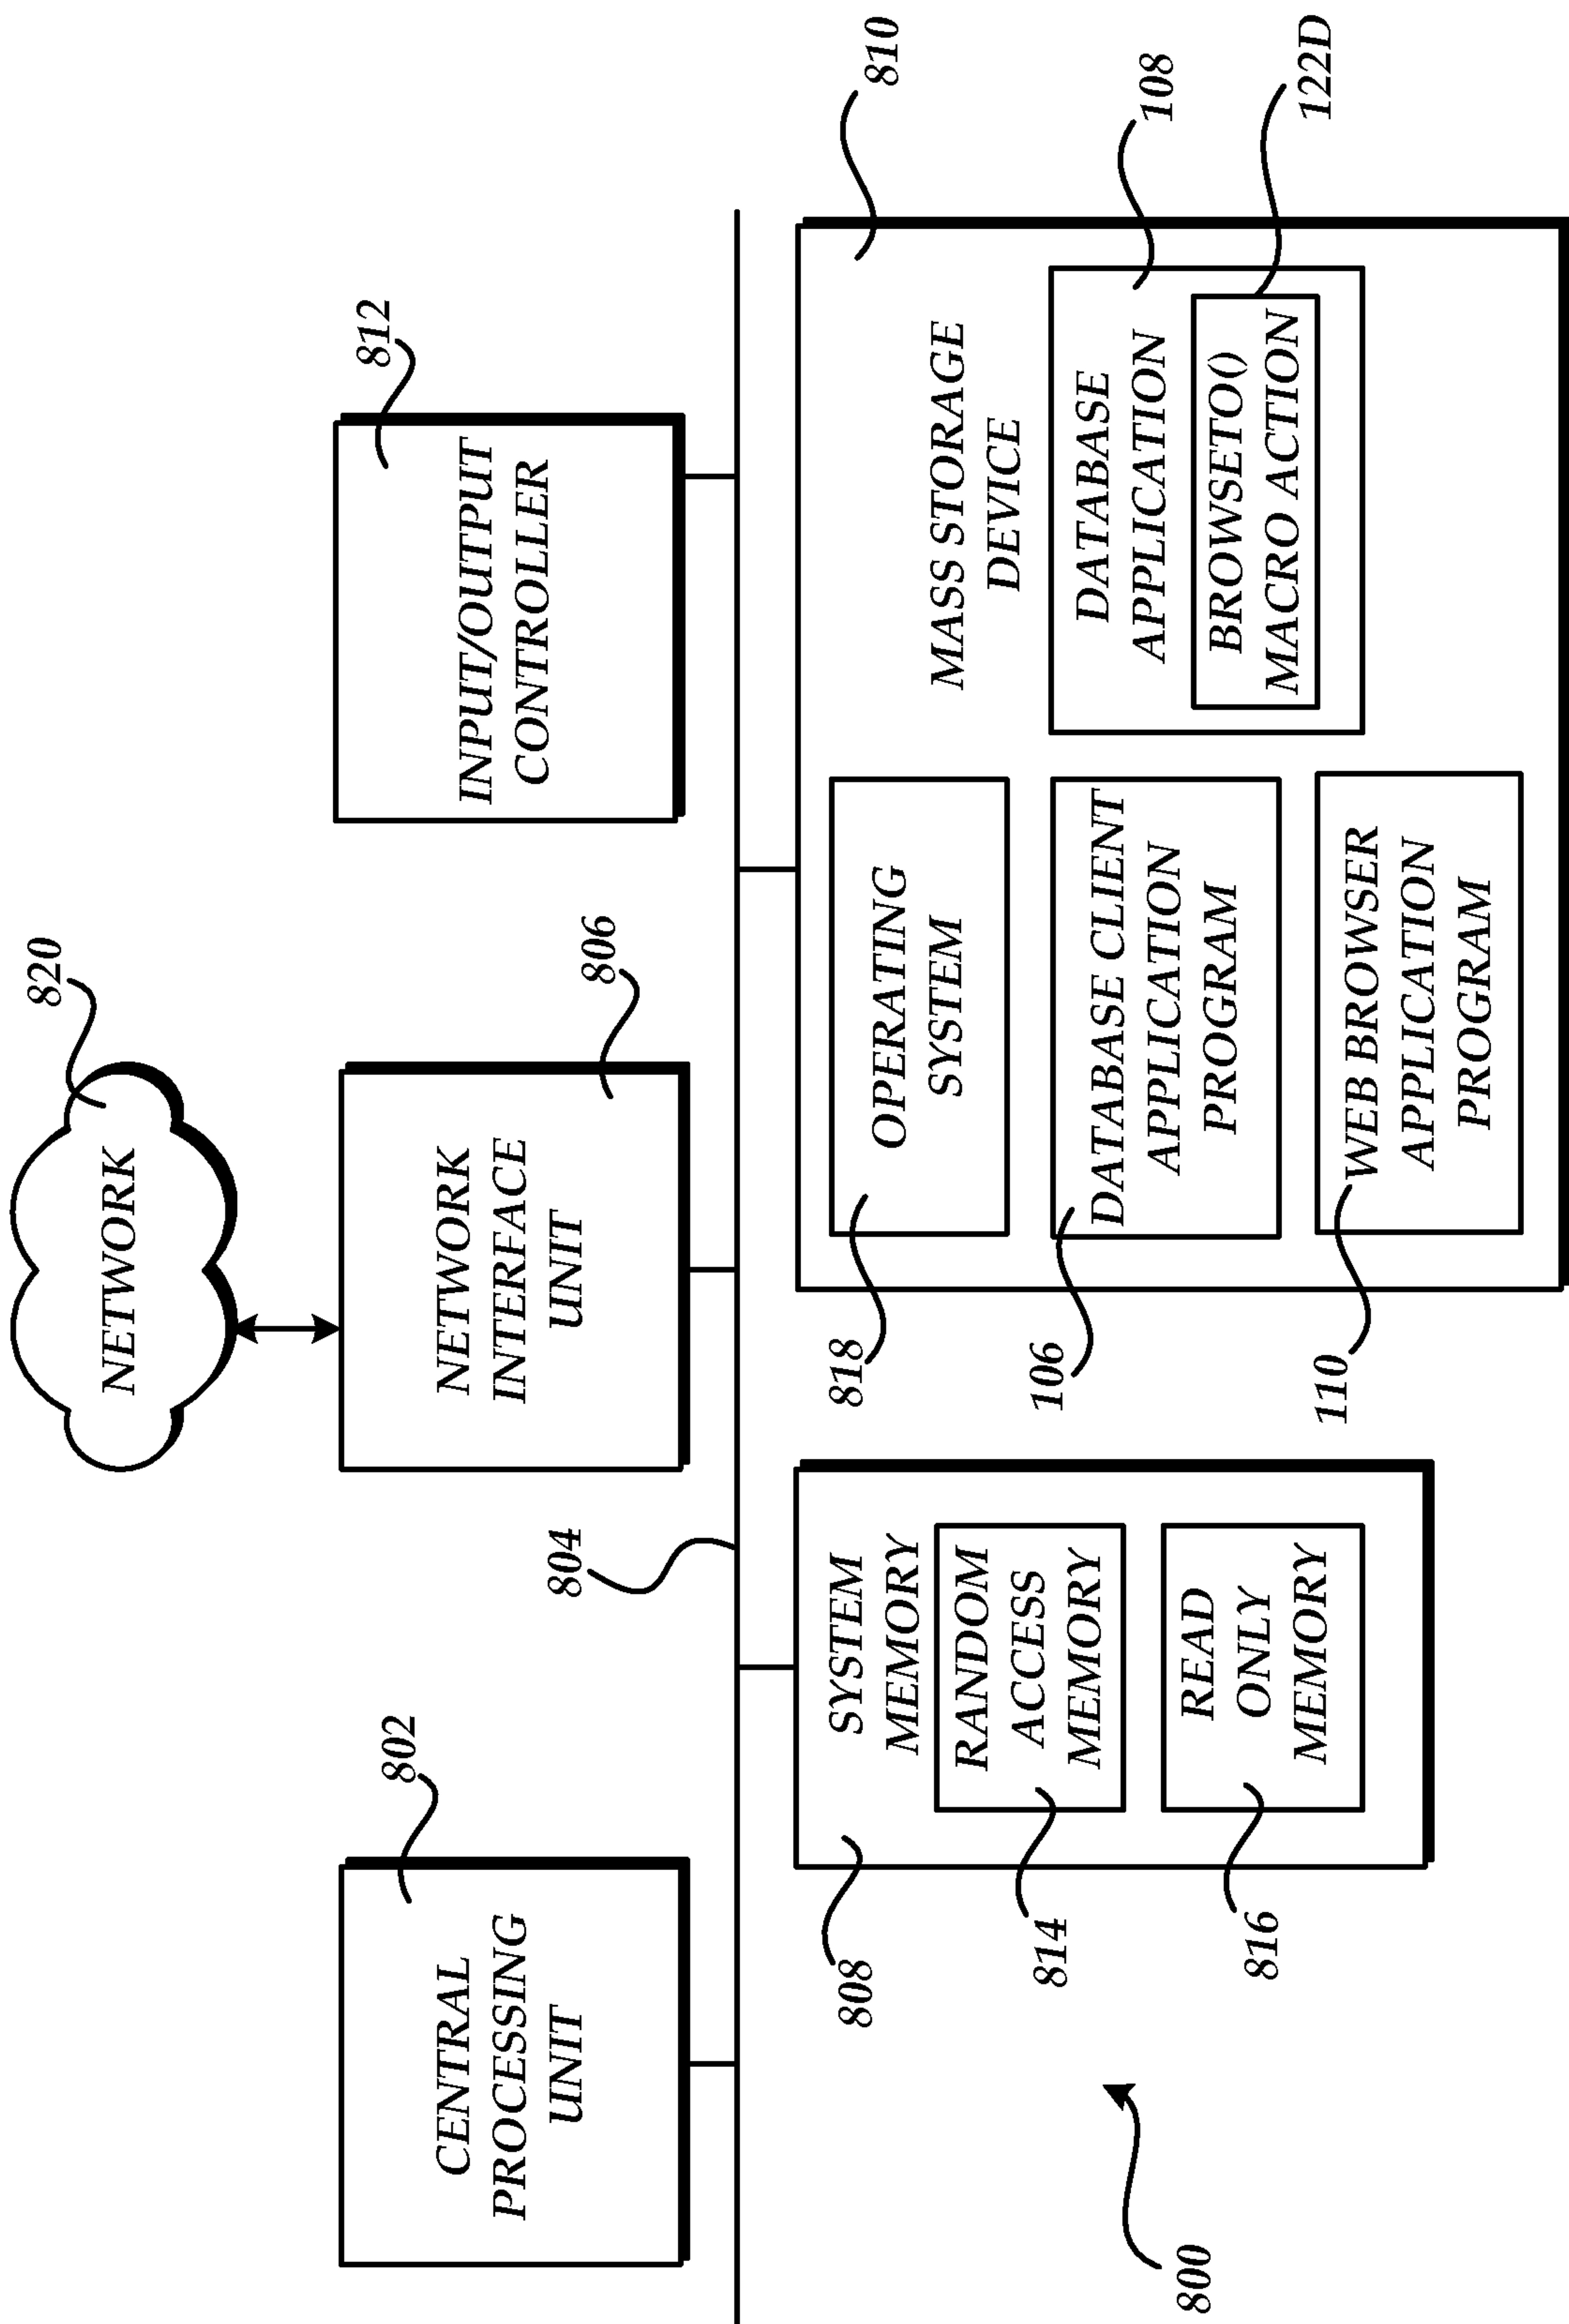 820
NETWORK
802
CENTRAL
PROCESSING
UNIT
806
NETWORK
INTERFACE
UNIT
812
INPUT/OUTPUT
CONTROLLER
804
808
SYSTEM
MEMORY
814
RANDOM
ACCESS
MEMORY
816
READ
ONLY
MEMORY
810
MASS STORAGE
DEVICE
818
OPERATING
SYSTEM
106
DATABASE CLIENT
APPLICATION
PROGRAM
110
WEB BROWSER
APPLICATION
PROGRAM
108
DATABASE
APPLICATION
122D
BROWSETO()
MACRO ACTION
800